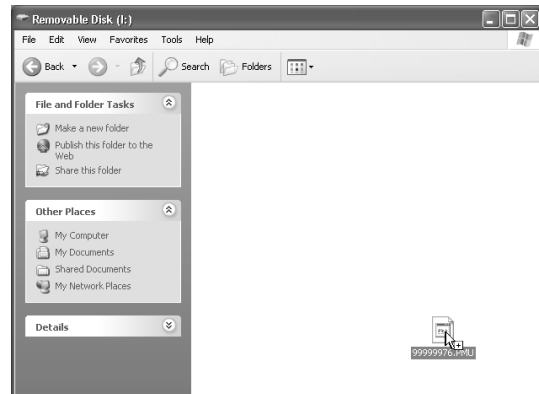 Removable Disk (I:)
File Edit View Favorites Tools Help
Back Search Folders
File and Folder Tasks
Make a new folder
Publish this folder to the
Web
Share this folder
Other Places
My Computer
My Documents
Shared Documents
My Network Places
Details
99999976.PMU